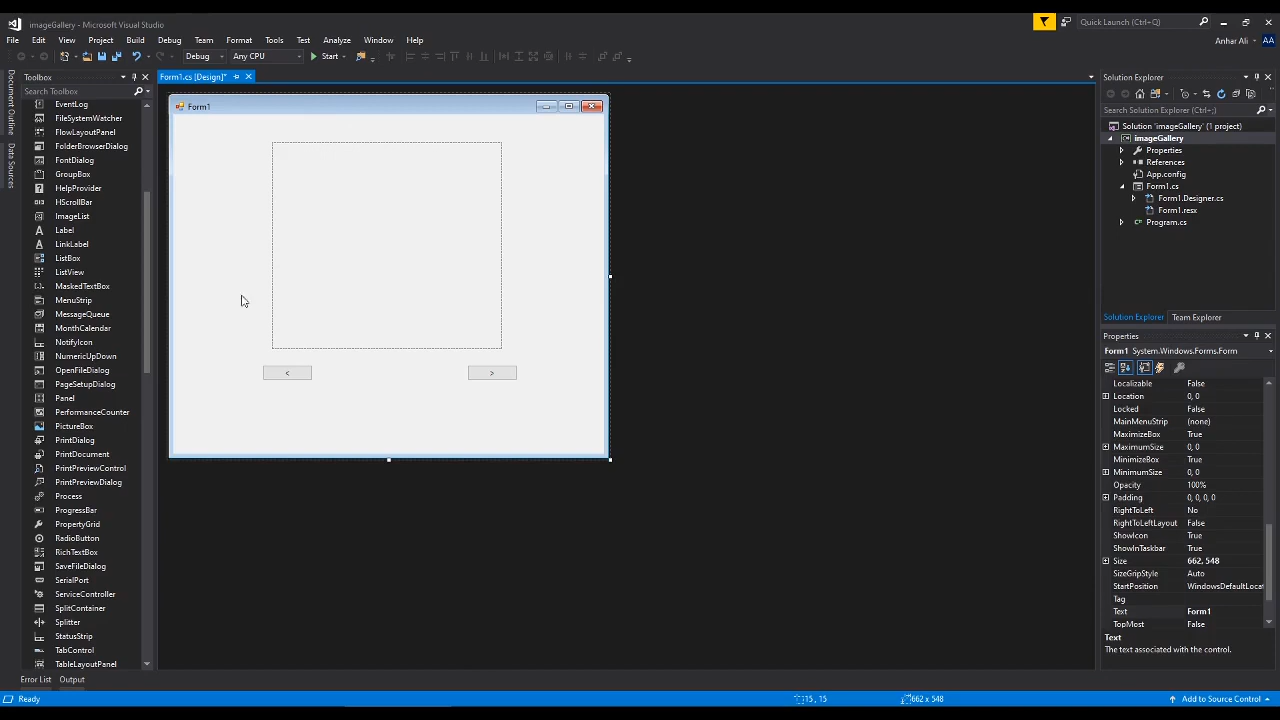 imageGallery - Microsoft Visual Studio
Quick Launch (Ctrl+Q)
File Edit View Project Build Debug Team Format Tools Test Analyze Window Help
Anhar Ali AA
Debug Any CPU Start
Document Outline
Data Sources
Toolbox
Search Toolbox
EventLog
FileSystemWatcher
FlowLayoutPanel
FolderBrowserDialog
FontDialog
GroupBox
HelpProvider
HScrollBar
ImageList
Label
LinkLabel
ListBox
ListView
MaskedTextBox
MenuStrip
MessageQueue
MonthCalendar
NotifyIcon
NumericUpDown
OpenFileDialog
PageSetupDialog
Panel
PerformanceCounter
PictureBox
PrintDialog
PrintDocument
PrintPreviewControl
PrintPreviewDialog
Process
ProgressBar
PropertyGrid
RadioButton
RichTextBox
SaveFileDialog
SerialPort
ServiceController
SplitContainer
Splitter
StatusStrip
TabControl
TableLayoutPanel
Form1.cs [Design]*
Form1
< >
Solution Explorer
Search Solution Explorer (Ctrl+;)
Solution 'imageGallery' (1 project)
imageGallery
Properties
References
App.config
Form1.cs
Form1.Designer.cs
Form1.resx
Program.cs
Solution Explorer Team Explorer
Properties
Form1 System.Windows.Forms.Form
Localizable False
Location 0, 0
Locked False
MainMenuStrip (none)
MaximizeBox True
MaximumSize 0, 0
MinimizeBox True
MinimumSize 0, 0
Opacity 100%
Padding 0, 0, 0, 0
RightToLeft No
RightToLeftLayout False
ShowIcon True
ShowInTaskbar True
Size 662, 548
SizeGripStyle Auto
StartPosition WindowsDefaultLocat
Tag
Text Form1
TopMost False
Text
The text associated with the control.
Error List Output
Ready 15 , 15 662 x 548 Add to Source Control